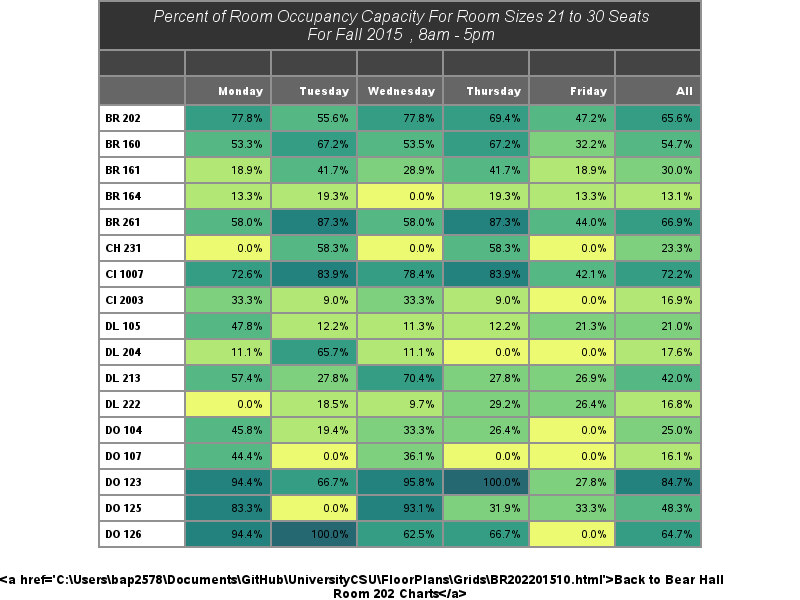 Percent of Room Occupancy Capacity For Room Sizes 21 to 30 Seats
For Fall 2015 , 8am - 5pm
Monday Tuesday Wednesday Thursday Friday All
BR 202 77.8% 55.6% 77.8% 69.4% 47.2% 65.6%
BR 160 53.3% 67.2% 53.5% 67.2% 32.2% 54.7%
BR 161 18.9% 41.7% 28.9% 41.7% 18.9% 30.0%
BR 164 13.3% 19.3% 0.0% 19.3% 13.3% 13.1%
BR 261 58.0% 87.3% 58.0% 87.3% 44.0% 66.9%
CH 231 0.0% 58.3% 0.0% 58.3% 0.0% 23.3%
CI 1007 72.6% 83.9% 78.4% 83.9% 42.1% 72.2%
CI 2003 33.3% 9.0% 33.3% 9.0% 0.0% 16.9%
DL 105 47.8% 12.2% 11.3% 12.2% 21.3% 21.0%
DL 204 11.1% 65.7% 11.1% 0.0% 0.0% 17.6%
DL 213 57.4% 27.8% 70.4% 27.8% 26.9% 42.0%
DL 222 0.0% 18.5% 9.7% 29.2% 26.4% 16.8%
DO 104 45.8% 19.4% 33.3% 26.4% 0.0% 25.0%
DO 107 44.4% 0.0% 36.1% 0.0% 0.0% 16.1%
DO 123 94.4% 66.7% 95.8% 100.0% 27.8% 84.7%
DO 125 83.3% 0.0% 93.1% 31.9% 33.3% 48.3%
DO 126 94.4% 100.0% 62.5% 66.7% 0.0% 64.7%
<a href='C:\Users\bap2578\Documents\GitHub\UniversityCSU\FloorPlans\Grids\BR202201510.html'>Back to Bear Hall
Room 202 Charts</a>